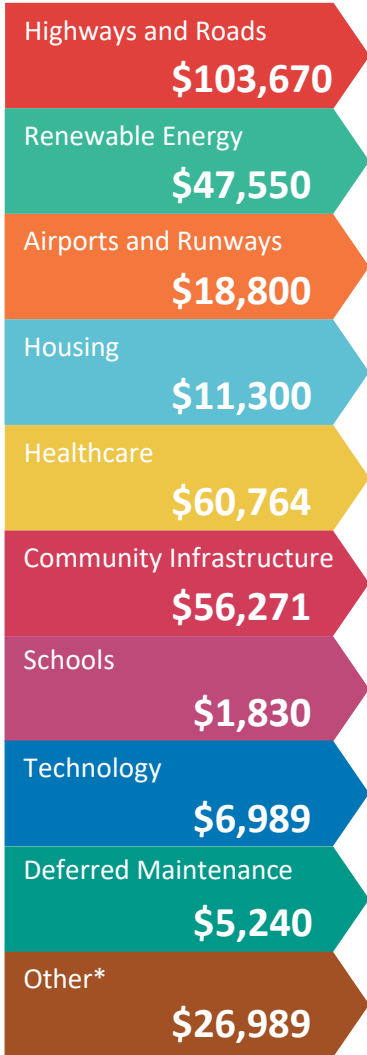 Highways and Roads
$103,670
Renewable Energy
$47,550
Airports and Runways
$18,800
Housing
$11,300
Healthcare
$60,764
Community Infrastructure
$56,271
Schools
$1,830
Technology
$6,989
Deferred Maintenance
$5,240
Other*
$26,989